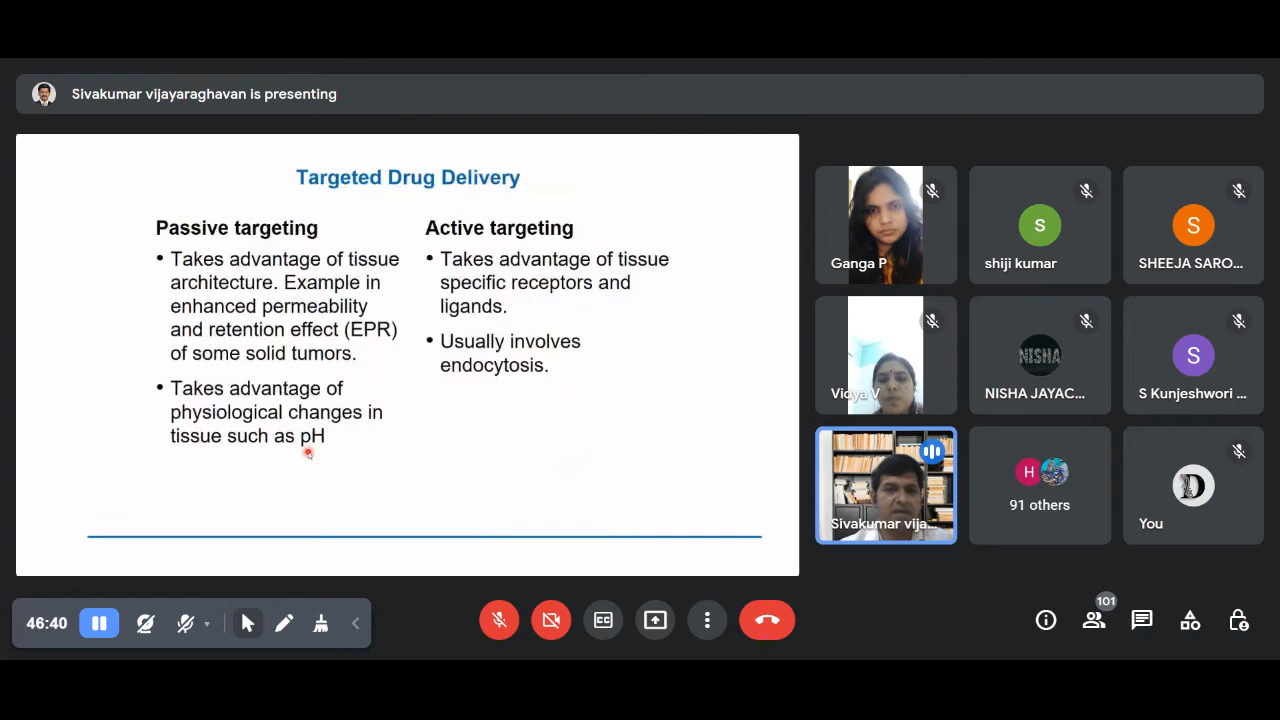 Sivakumar vijayaraghavan is presenting
Targeted Drug Delivery
Passive targeting
• Takes advantage of tissue
architecture. Example in
enhanced permeability
and retention effect (EPR)
of some solid tumors.
• Takes advantage of
physiological changes in
tissue such as pH
Active targeting
• Takes advantage of tissue
specific receptors and
ligands.
• Usually involves
endocytosis.
Ganga P
s
shiji kumar
S
SHEEJA SARO...
Vidya V
NISHA
NISHA JAYAC...
S
S Kunjeshwori ...
Sivakumar vija...
H
91 others
D
You
46:40
CC
101